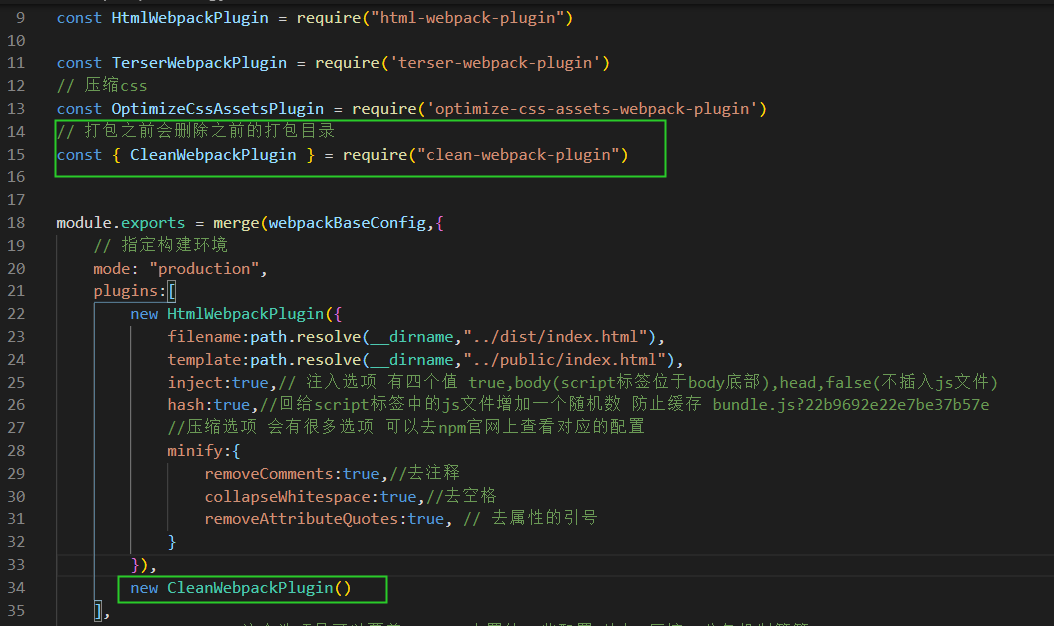 9 const HtmlWebpackPlugin = require("html-webpack-plugin")
10
11 const TerserWebpackPlugin = require('terser-webpack-plugin')
12 // 压缩css
13 const OptimizeCssAssetsPlugin = require('optimize-css-assets-webpack-plugin')
14 // 打包之前会删除之前的打包目录
15 const { CleanWebpackPlugin } = require("clean-webpack-plugin")
16
17
18 module.exports = merge(webpackBaseConfig,{
19 // 指定构建环境
20 mode: "production",
21 plugins:[
22 new HtmlWebpackPlugin({
23 filename:path.resolve(__dirname,"../dist/index.html"),
24 template:path.resolve(__dirname,"../public/index.html"),
25 inject:true,// 注入选项 有四个值 true,body(script标签位于body底部),head,false(不插入js文件)
26 hash:true,//回给script标签中的js文件增加一个随机数 防止缓存 bundle.js?22b9692e22e7be37b57e
27 //压缩选项 会有很多选项 可以去npm官网上查看对应的配置
28 minify:{
29 removeComments:true,//去注释
30 collapseWhitespace:true,//去空格
31 removeAttributeQuotes:true, // 去属性的引号
32 }
33 }),
34 new CleanWebpackPlugin()
35 ],